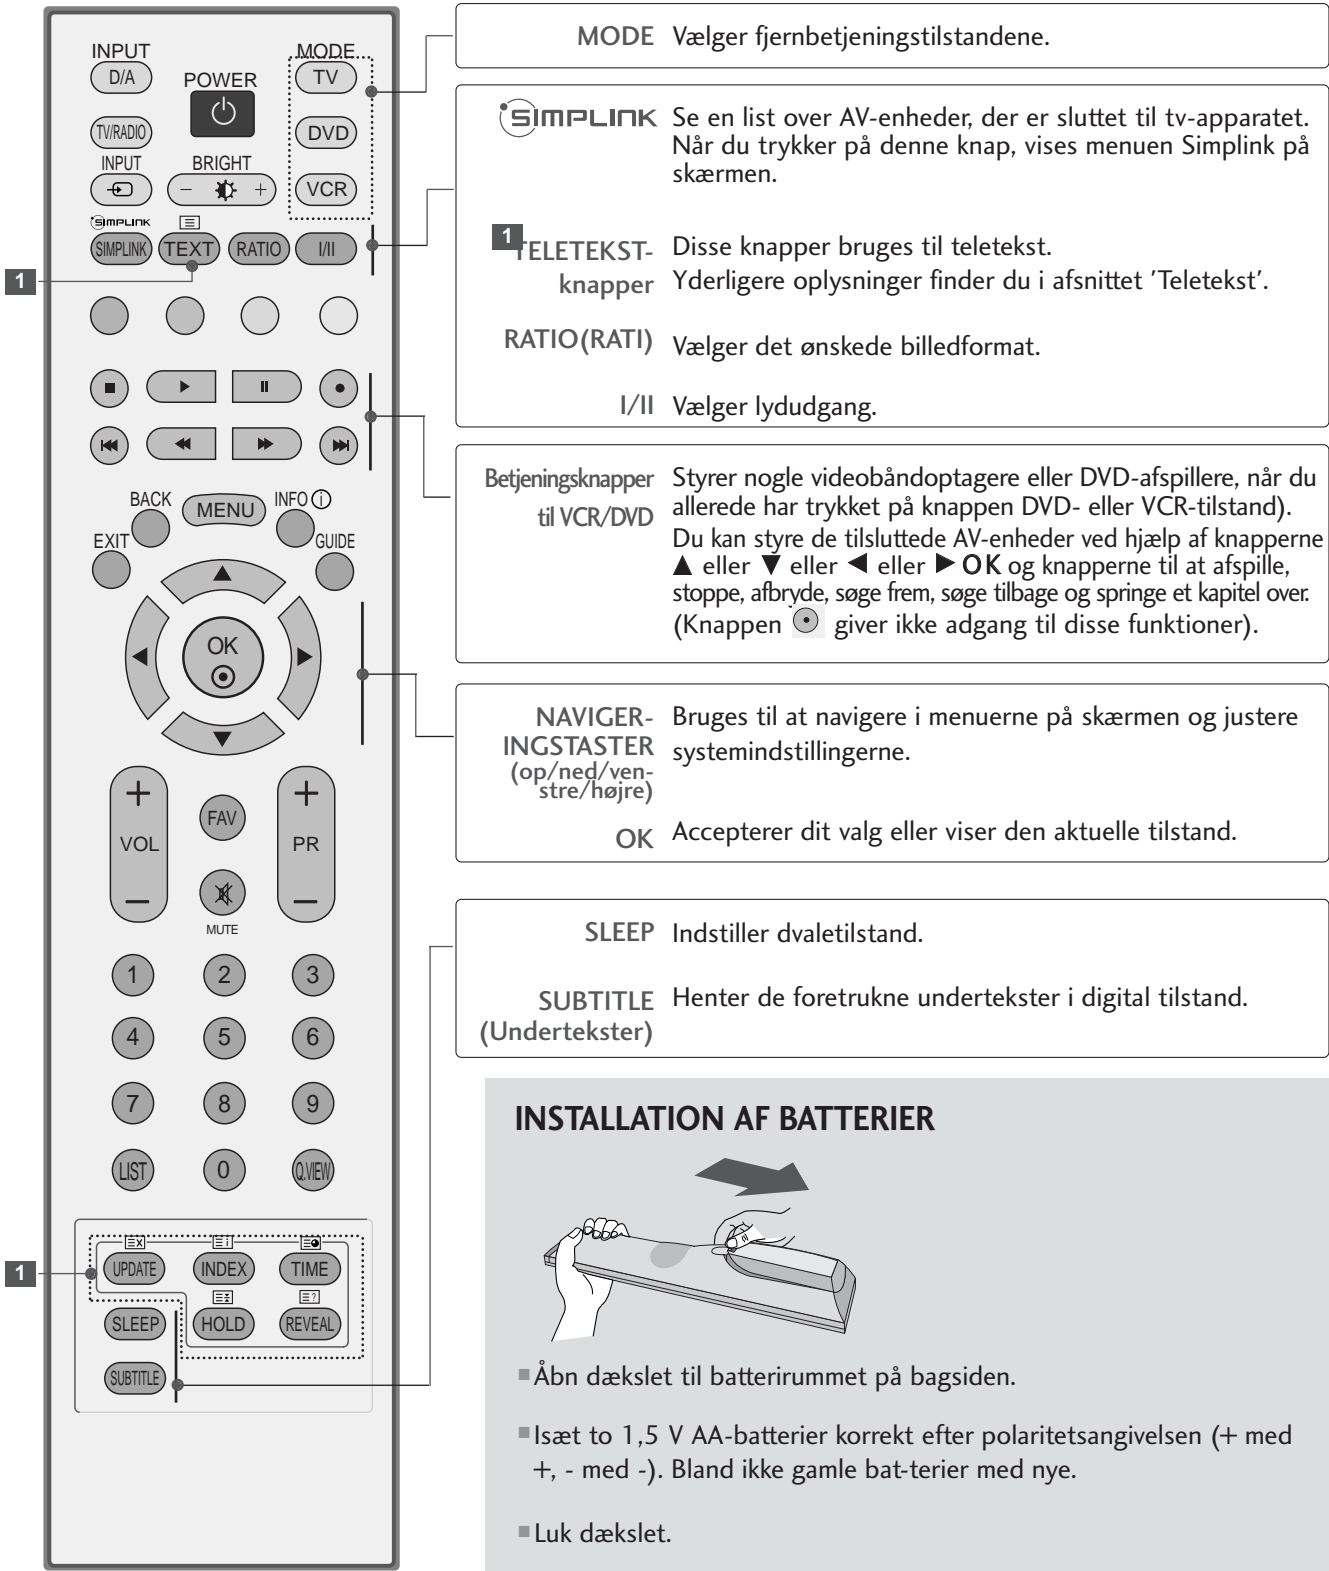 INPUT
MODE
D/A
POWER
TV
TV/RADIO
DVD
INPUT
BRIGHT
- +
VCR
SIMPLINK
SIMPLINK
TEXT
RATIO
I/II
1
BACK
MENU
INFO i
EXIT
GUIDE
OK
+
+
VOL
FAV
PR
-
-
MUTE
1
2
3
4
5
6
7
8
9
LIST
0
Q.VIEW
1
UPDATE
INDEX
TIME
SLEEP
HOLD
REVEAL
SUBTITLE
MODE Vælger fjernbetjeningstilstandene.
SIMPLINK Se en list over AV-enheder, der er sluttet til tv-apparatet.
Når du trykker på denne knap, vises menuen Simplink på
skærmen.
1
TELETEKST- Disse knapper bruges til teletekst.
knapper Yderligere oplysninger finder du i afsnittet ’Teletekst’.
RATIO(RATI) Vælger det ønskede billedformat.
I/II Vælger lydudgang.
Betjeningsknapper Styrer nogle videobåndoptagere eller DVD-afspillere, når du
til VCR/DVD allerede har trykket på knappen DVD- eller VCR-tilstand).
Du kan styre de tilsluttede AV-enheder ved hjælp af knapperne
▲ eller ▼ eller ◀ eller ▶ OK og knapperne til at afspille,
stoppe, afbryde, søge frem, søge tilbage og springe et kapitel over.
(Knappen ⊙ giver ikke adgang til disse funktioner).
NAVIGER- Bruges til at navigere i menuerne på skærmen og justere
INGSTASTER systemindstillingerne.
(op/ned/ven-
stre/højre)
OK Accepterer dit valg eller viser den aktuelle tilstand.
SLEEP Indstiller dvaletilstand.
SUBTITLE Henter de foretrukne undertekster i digital tilstand.
(Undertekster)
INSTALLATION AF BATTERIER
■ Åbn dækslet til batterirummet på bagsiden.
■ Isæt to 1,5 V AA-batterier korrekt efter polaritetsangivelsen (+ med
+, - med -). Bland ikke gamle bat-terier med nye.
■ Luk dækslet.